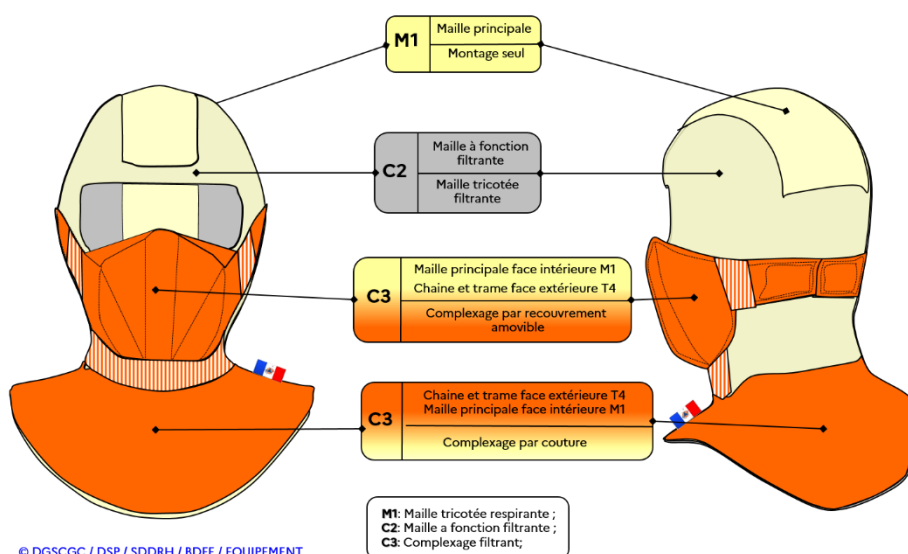 M1
Maille principale
Montage seul
C2
Maille à fonction
filtrante
Maille tricotée
filtrante
C3
Maille principale face intérieure M1
Chaine et trame face extérieure T4
Complexage par recouvrement
amovible
C3
Chaine et trame face extérieure T4
Maille principale face intérieure M1
Complexage par couture
M1: Maille tricotée respirante ;
C2: Maille a fonction filtrante ;
C3: Complexage filtrant;
© DGSCGC / DSP / SDDRH / BDFE / EQUIPEMENT